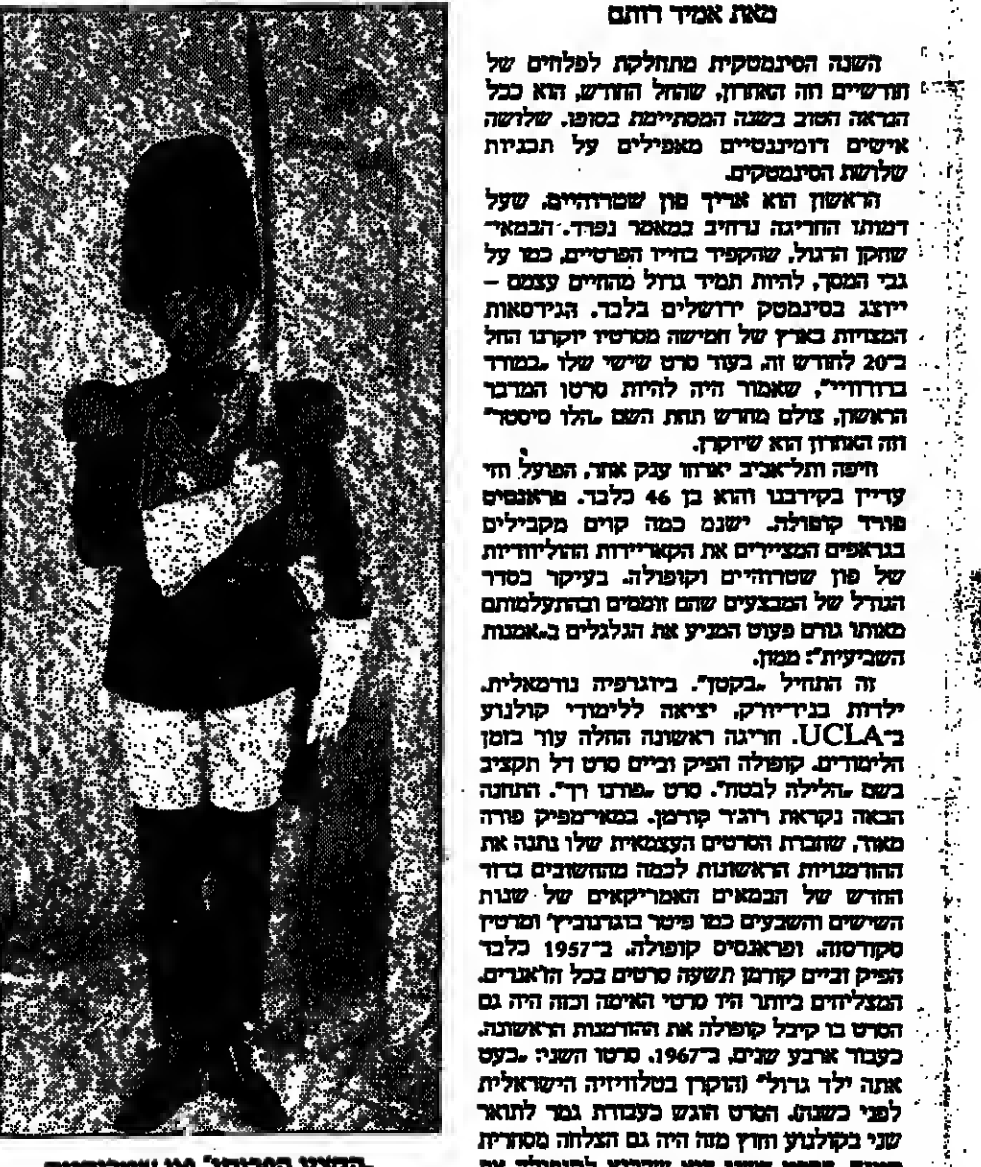 מאת אמיר רותם
השנה הסינמטקית מתחלקת לפלחים של
חודשיים וזה האחרון, שהחל החודש, הוא ככל
הנראה הטוב בשנה המסתיימת בסופו. שלושה
אישים דומיננטיים מאפילים על תכניות
שלושת הסינמטקים.
הראשון הוא אריך פון שטרוהיים, שעל
דמותו החריגה נרחיב במאמר נפרד. הבמאי־
שחקן הדגול, שהקפיד בחייו הפרטיים, כמו על
גבי המסך, להיות תמיד גדול מהחיים עצמם –
ייוצג בסינמטק ירושלים בלבד. הגירסאות
המצויות בארץ של חמישה מסרטיו יוקרנו החל
ב־20 לחודש זה. בעוד סרט שישי שלו „במורד
ברודוויי", שאמור היה להיות סרטו המדבר
הראשון, צולם מחדש תחת השם „הלו סיסטר"
וזה האחרון הוא שיוקרן.
חיפה ותל־אביב יארחו ענק אחר, הפועל וחי
עדיין בקירבנו והוא בן 46 בלבד. פראנסיס
פורד קופולה. ישנם כמה קוים מקבילים
בגראפים המציירים את הקאריירות ההוליוודיות
של פון שטרוהיים וקופולה. בעיקר בסדר
הגודל של המבצעים שהם זוממים ובהתעלמותם
מאותו גורם פעוט המניע את הגלגלים ב„אמנות
השביעית": ממון.
זה התחיל „בקטן". ביוגרפיה נורמאלית.
ילדות בניו־יורק, יציאה ללימודי קולנוע
ב־UCLA. חריגה ראשונה החלה עוד בזמן
הלימודים. קופולה הפיק וביים סרט דל תקציב
בשם „הלילה לבטח". סרט „פורנו רך". התחנה
הבאה נקראת רוג'ר קורמן. במאי־מפיק פורה
מאוד, שחברת הסרטים העצמאית שלו נתנה את
ההזדמנויות הראשונות לכמה מהחשובים בדור
החדש של הבמאים האמריקאים של שנות
השישים והשבעים כמו פיטר בוגדנוביץ' ומרטין
סקורסזה. ופראנסיס קופולה. ב־1957 בלבד
הפיק וביים קורמן תשעה סרטים בכל הז'אנרים.
המצליחים ביותר היו סרטי האימה וכזה היה גם
הסרט בו קיבל קופולה את ההזדמנות הראשונה.
כעבור ארבע שנים, ב־1967, סרטו השני: „כעט
אתה ילד גדול" (הוקרן בטלוויזיה הישראלית
לפני כשנה). הסרט הוגש כעבודת גמר לתואר
שני בקולנוע וחוץ מזה היה גם הצלחה מסחרית